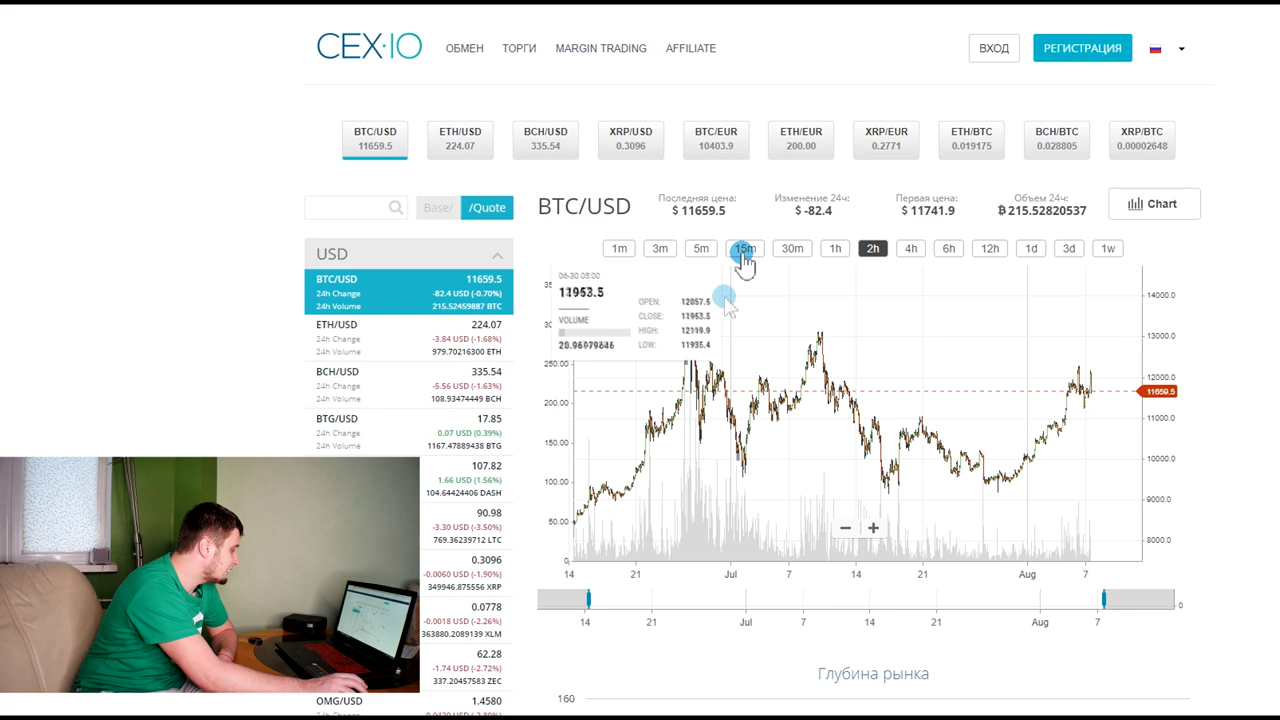 CEX·IO
ОБМЕН ТОРГИ MARGIN TRADING AFFILIATE
ВХОД РЕГИСТРАЦИЯ
BTC/USD ETH/USD BCH/USD XRP/USD BTC/EUR ETH/EUR XRP/EUR ETH/BTC BCH/BTC XRP/BTC
11659.5 224.07 335.54 0.3096 10403.9 200.00 0.2771 0.019175 0.028805 0.00002648
Base/ /Quote
BTC/USD
Последняя цена: Изменение 24ч: Первая цена: Объем 24ч:
$ 11659.5 $ -82.4 $ 11741.9 ₿ 215.52820537
Chart
1m 3m 5m 15m 30m 1h 2h 4h 6h 12h 1d 3d 1w
USD
BTC/USD 11659.5
24h Change -82.4 USD (-0.70%)
24h Volume 215.52459887 BTC
ETH/USD 224.07
24h Change -3.84 USD (-1.68%)
24h Volume 979.70216300 ETH
BCH/USD 335.54
24h Change -5.56 USD (-1.63%)
24h Volume 108.93474449 BCH
BTG/USD 17.85
24h Change 0.07 USD (0.39%)
24h Volume 1167.47889438 BTG
107.82
1.66 USD (1.56%)
104.64424406 DASH
90.98
-3.30 USD (-3.50%)
769.36239712 LTC
0.3096
-0.0060 USD (-1.90%)
349946.875556 XRP
0.0778
-0.0018 USD (-2.26%)
363880.2089139 XLM
62.28
-1.74 USD (-2.72%)
337.20457583 ZEC
OMG/USD 1.4580
VOLUME
OPEN: 12057.5
CLOSE:
HIGH:
LOW:
250.00
200.00
150.00
100.00
50.00
0
14000.0
13000.0
12000.0
11659.5
11000.0
10000.0
9000.0
8000.0
14 21 Jul 7 14 21 Aug 7
− +
0
14 21 Jul 7 14 21 Aug 7
Глубина рынка
160